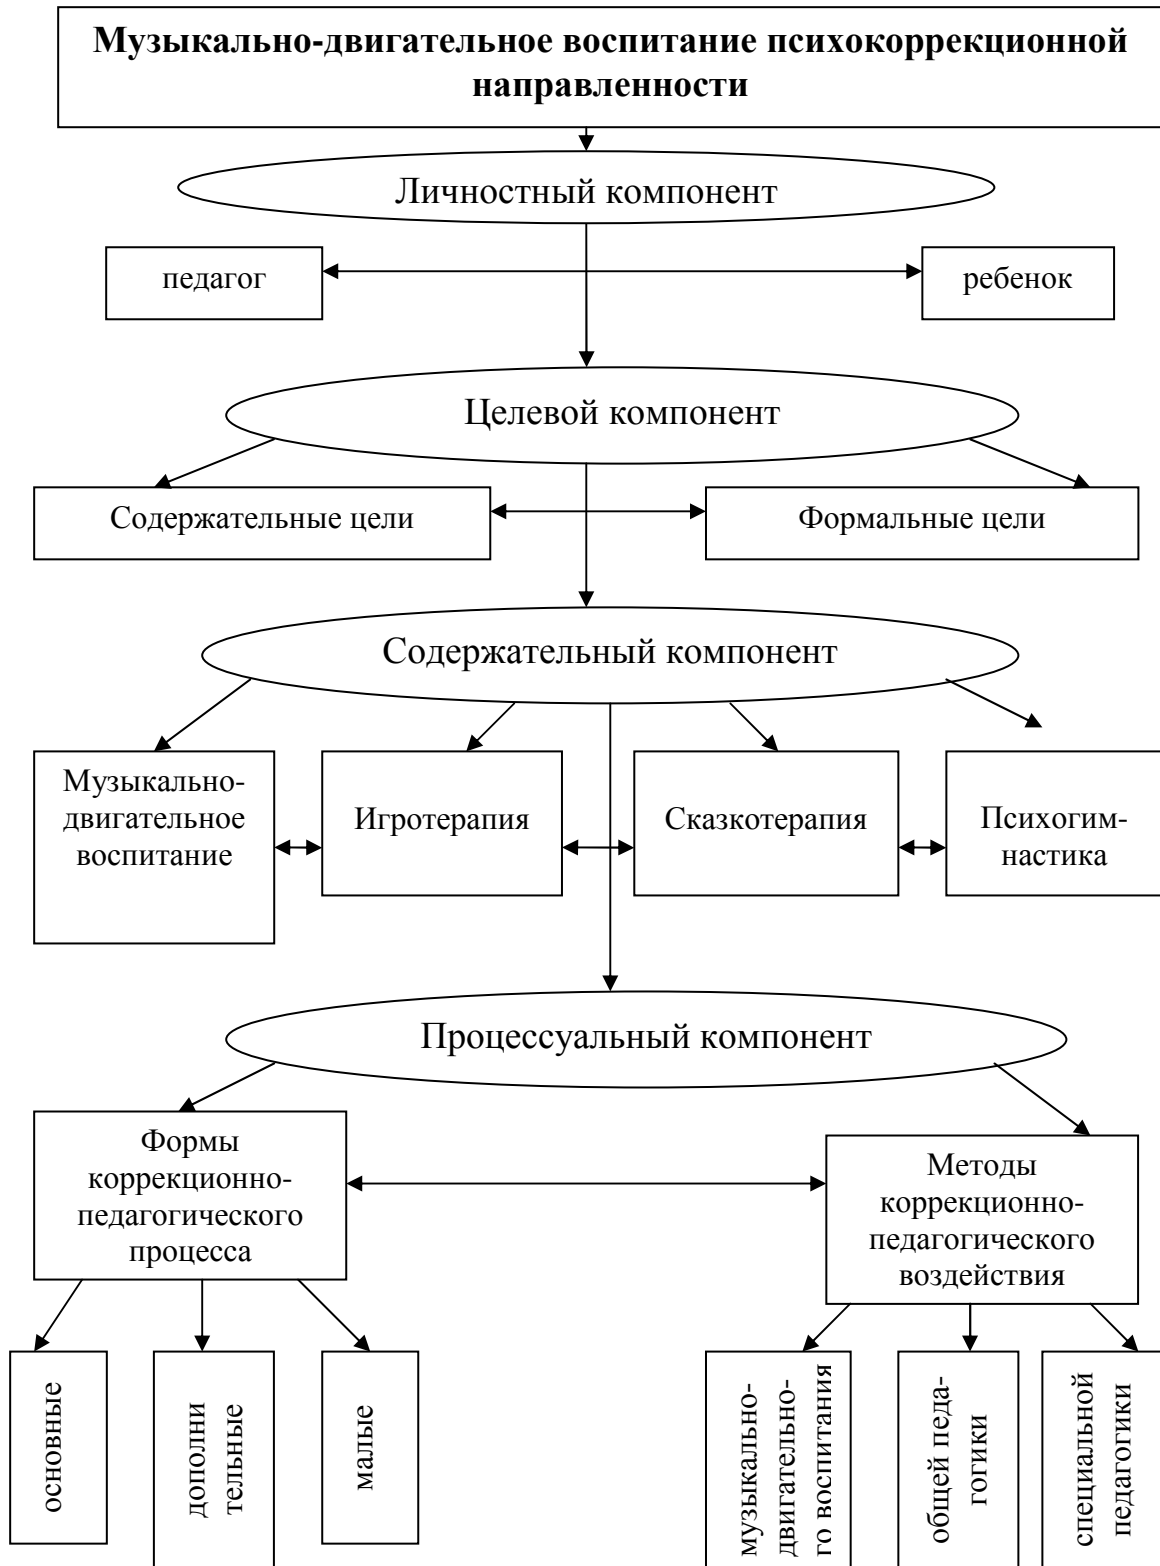 Музыкально-двигательное воспитание психокоррекционной
направленности
Личностный компонент
педагог
ребенок
Целевой компонент
Содержательные цели
Формальные цели
Содержательный компонент
Музыкально-
двигательное
воспитание
Игротерапия
Сказкотерапия
Психогим-
настика
Процессуальный компонент
Формы
коррекционно-
педагогического
процесса
Методы
коррекционно-
педагогического
воздействия
основные
дополни
тельные
малые
музыкально-
двигательно-
го воспитания
общей педа-
гогики
специальной
педагогики